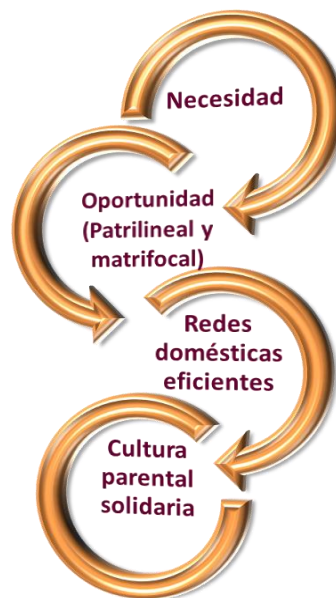 Necesidad
Oportunidad
(Patrilineal y
matrifocal)
Redes
domésticas
eficientes
Cultura
parental
solidaria